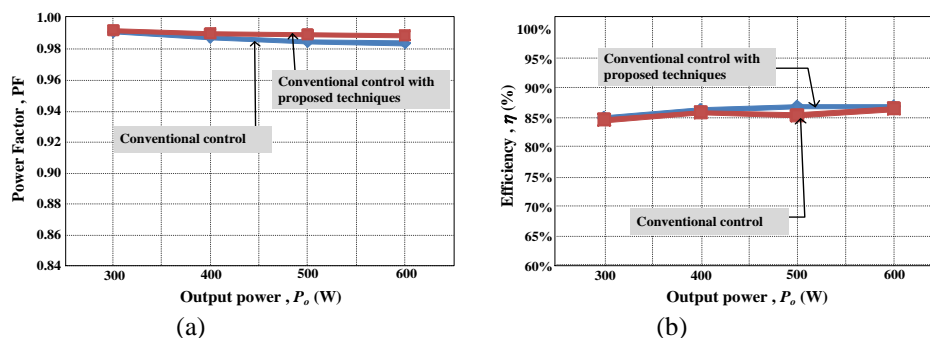 Power Factor , PF
1.00
0.98
0.96
0.94
0.92
0.90
0.88
0.86
0.84
Conventional control with
proposed techniques
Conventional control
300
400
500
600
Output power , Po (W)
(a)
Efficiency , η (%)
100%
95%
90%
85%
80%
75%
70%
65%
60%
Conventional control with
proposed techniques
Conventional control
300
400
500
600
Output power , Po (W)
(b)